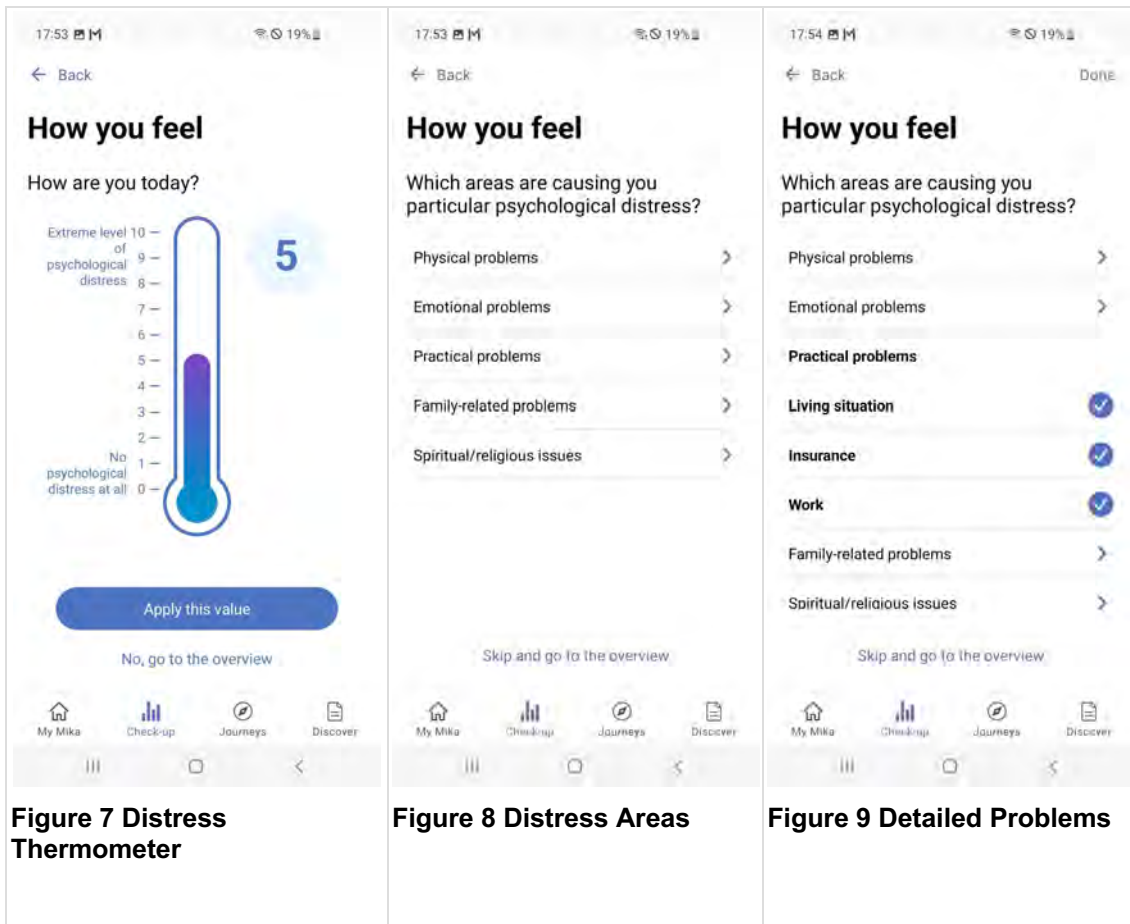 17:53 M 19%
← Back
How you feel
How are you today?
Extreme level
of
psychological
distress
10
9
8
7
6
5
4
3
2
1
0
No
psychological
distress at all
5
Apply this value
No, go to the overview
My Mika Check-up Journeys Discover
Figure 7 Distress
Thermometer
17:53 M 19%
← Back
How you feel
Which areas are causing you
particular psychological distress?
Physical problems
Emotional problems
Practical problems
Family-related problems
Spiritual/religious issues
Skip and go to the overview
My Mika Check-up Journeys Discover
Figure 8 Distress Areas
17:54 M 19%
← Back Done
How you feel
Which areas are causing you
particular psychological distress?
Physical problems
Emotional problems
Practical problems
Living situation
Insurance
Work
Family-related problems
Spiritual/religious issues
Skip and go to the overview
My Mika Check-up Journeys Discover
Figure 9 Detailed Problems